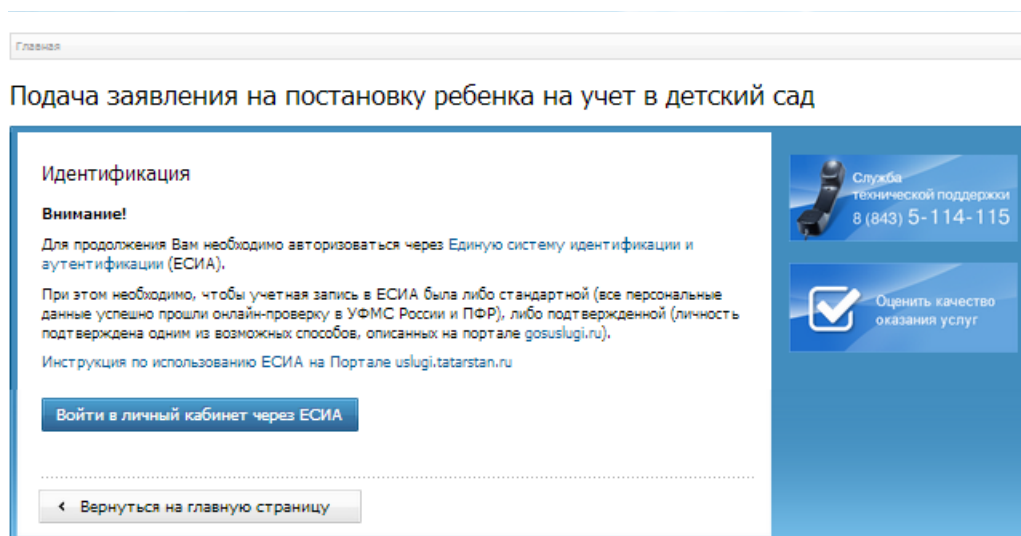 Главная
Подача заявления на постановку ребенка на учет в детский сад
Идентификация
Внимание!
Для продолжения Вам необходимо авторизоваться через Единую систему идентификации и
аутентификации (ЕСИА).
При этом необходимо, чтобы учетная запись в ЕСИА была либо стандартной (все персональные
данные успешно прошли онлайн-проверку в УФМС России и ПФР), либо подтвержденной (личность
подтверждена одним из возможных способов, описанных на портале gosuslugi.ru).
Инструкция по использованию ЕСИА на Портале uslugi.tatarstan.ru
Войти в личный кабинет через ЕСИА
Вернуться на главную страницу
Служба
технической поддержки
8 (843) 5-114-115
Оценить качество
оказания услуг